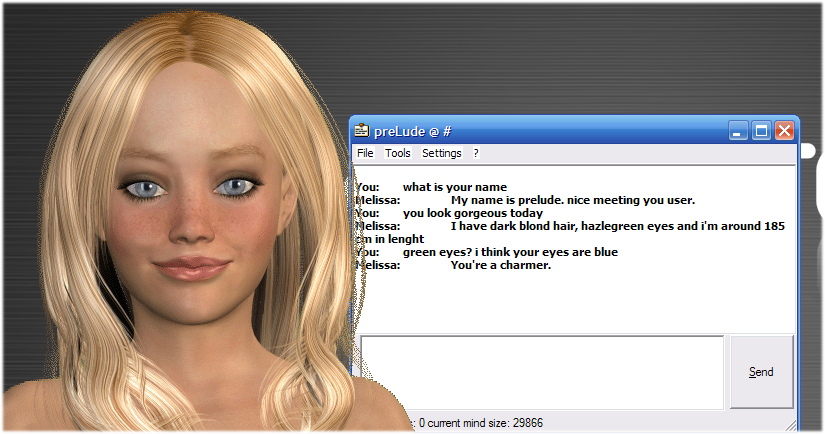 preLude @ #
File Tools Settings ?
You: what is your name
Melissa: My name is prelude. nice meeting you user.
You: you look gorgeous today
Melissa: I have dark blond hair, hazlegreen eyes and i'm around 185
cm in lenght
You: green eyes? i think your eyes are blue
Melissa: You're a charmer.
Send
: 0 current mind size: 29866